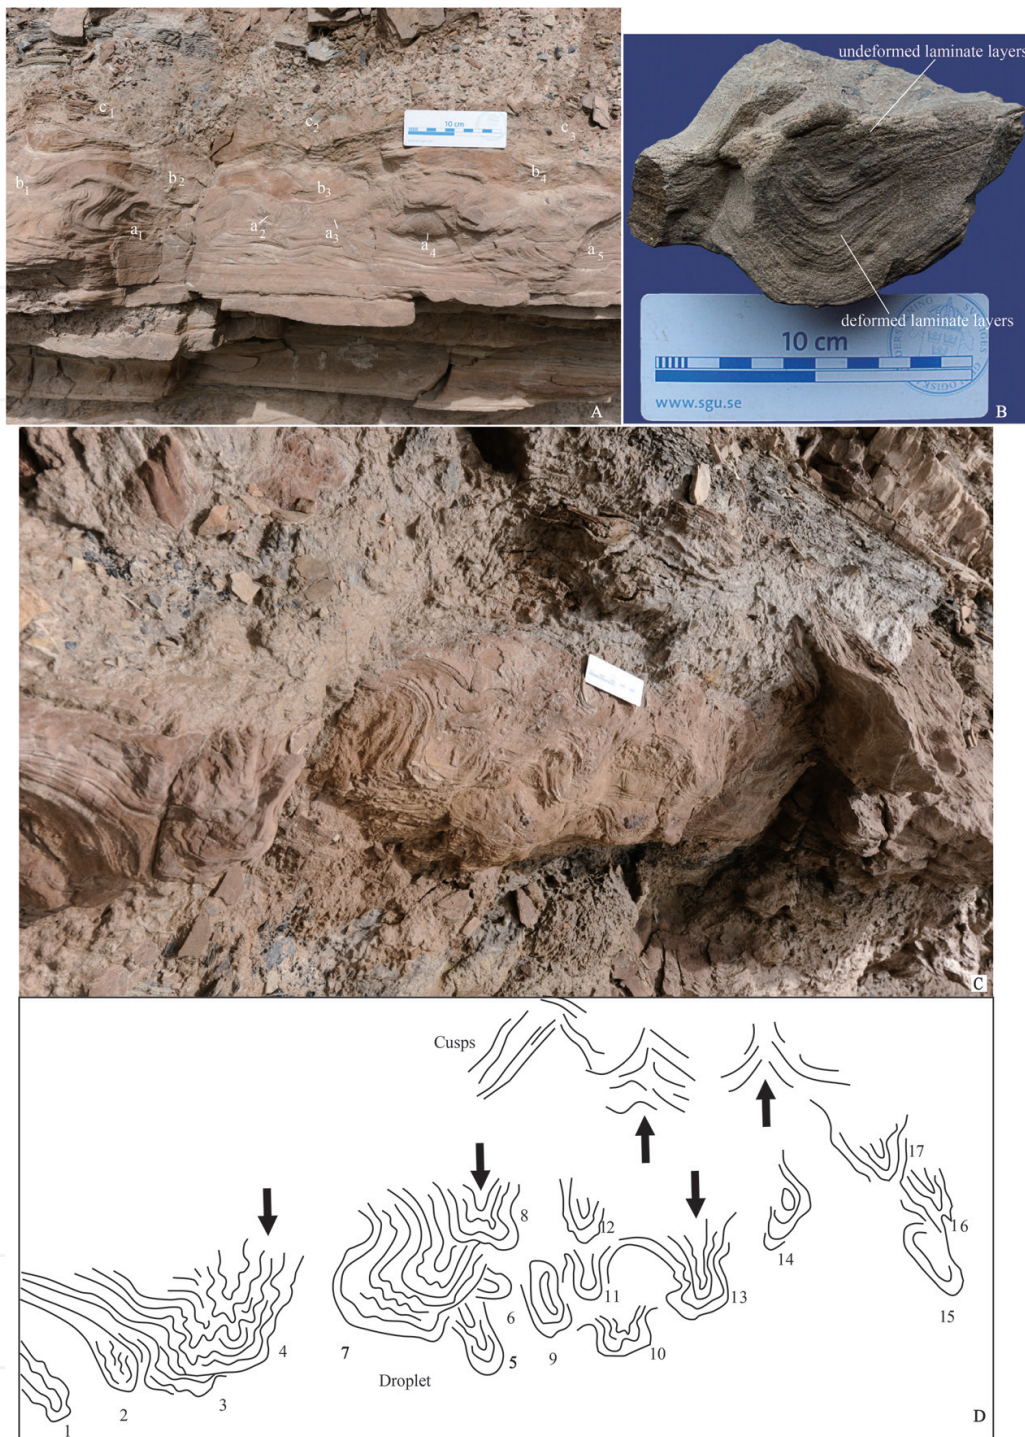 c1
c2
10 cm
c3
b1
b2
b3
b4
a1
a2
a3
a4
a5
A
undeformed laminate layers
deformed laminate layers
10 cm
www.sgu.se
B
C
Cusps
17
8
12
16
14
11
6
13
15
4
7
5
9
10
Droplet
2
3
1
D